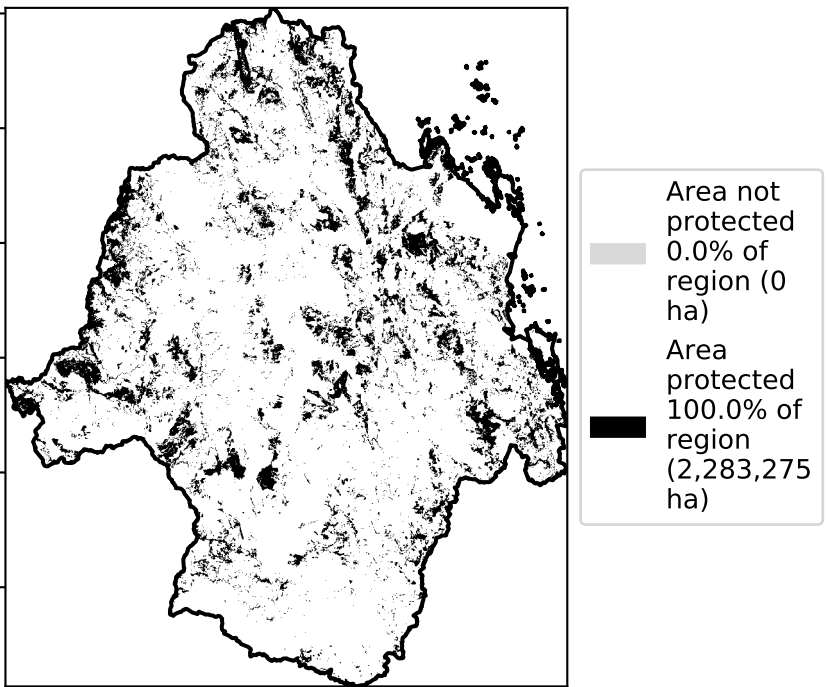 Area not
protected
0.0% of
region (0
ha)
Area
protected
100.0% of
region
(2,283,275
ha)